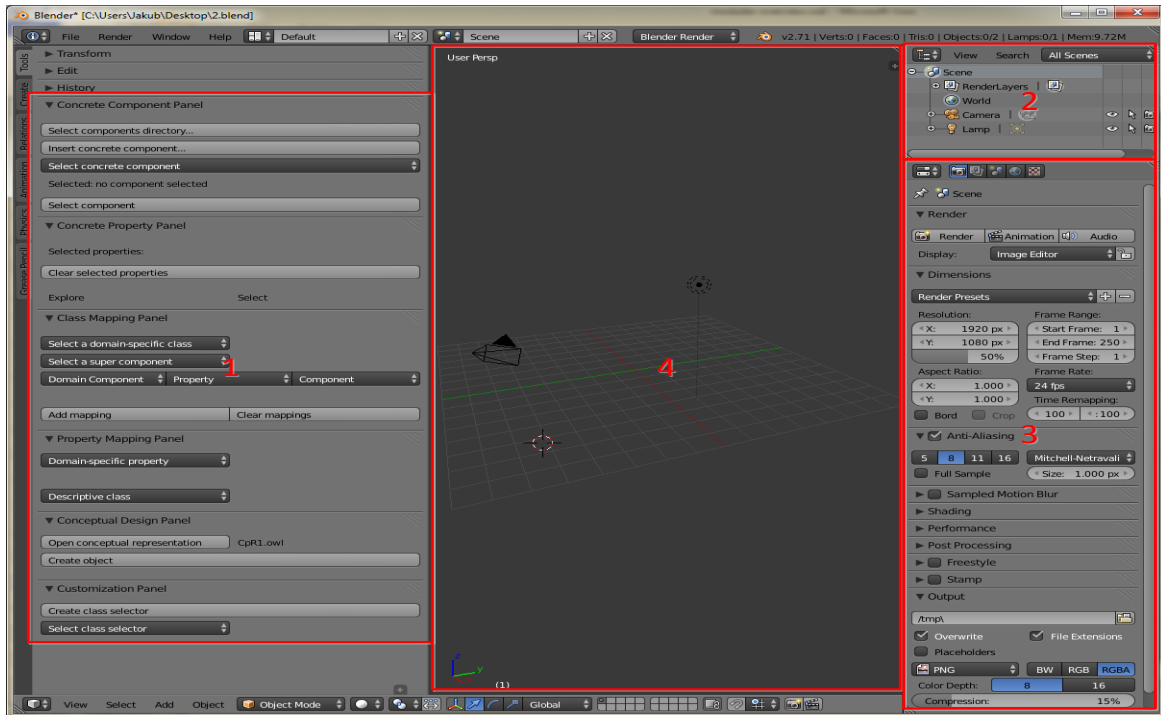 Blender* [C:\Users\Jakub\Desktop\2.blend]
File Render Window Help Default Scene Blender Render v2.71 | Verts:0 | Faces:0 | Tris:0 | Objects:0/2 | Lamps:0/1 | Mem:9.72M
Tools
Create
Relations
Animation
Physics
Grease Pencil
Transform
Edit
History
Concrete Component Panel
Select components directory...
Insert concrete component...
Select concrete component
Selected: no component selected
Select component
Concrete Property Panel
Selected properties:
Clear selected properties
Explore Select
Class Mapping Panel
Select a domain-specific class
Select a super component
1
Domain Component Property Component
Add mapping Clear mappings
Property Mapping Panel
Domain-specific property
Descriptive class
Conceptual Design Panel
Open conceptual representation CpR1.owl
Create object
Customization Panel
Create class selector
Select class selector
User Persp
4
z
y
(1)
View Select Add Object Object Mode Global
View Search All Scenes
Scene
RenderLayers |
World
2
Camera |
Lamp |
Scene
Render
Render Animation Audio
Display: Image Editor
Dimensions
Render Presets
Resolution: Frame Range:
X: 1920 px Start Frame: 1
Y: 1080 px End Frame: 250
50% Frame Step: 1
Aspect Ratio: Frame Rate:
X: 1.000 24 fps
Y: 1.000 Time Remapping:
Bord Crop 100 :100
Anti-Aliasing 3
5 8 11 16 Mitchell-Netravali
Full Sample Size: 1.000 px
Sampled Motion Blur
Shading
Performance
Post Processing
Freestyle
Stamp
Output
/tmp\
Overwrite File Extensions
Placeholders
PNG BW RGB RGBA
Color Depth: 8 16
Compression: 15%